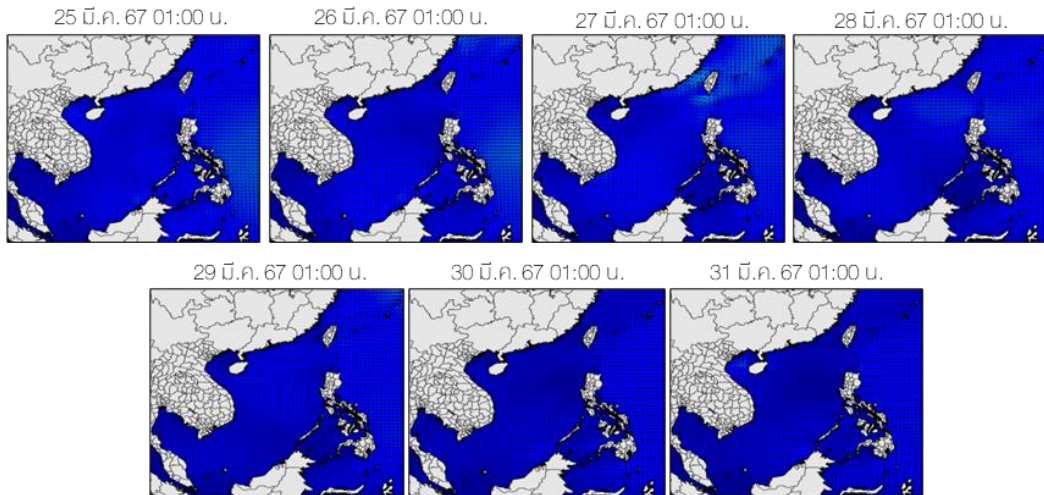 25 มี.ค. 67 01:00 น.
26 มี.ค. 67 01:00 น.
27 มี.ค. 67 01:00 น.
28 มี.ค. 67 01:00 น.
29 มี.ค. 67 01:00 น.
30 มี.ค. 67 01:00 น.
31 มี.ค. 67 01:00 น.